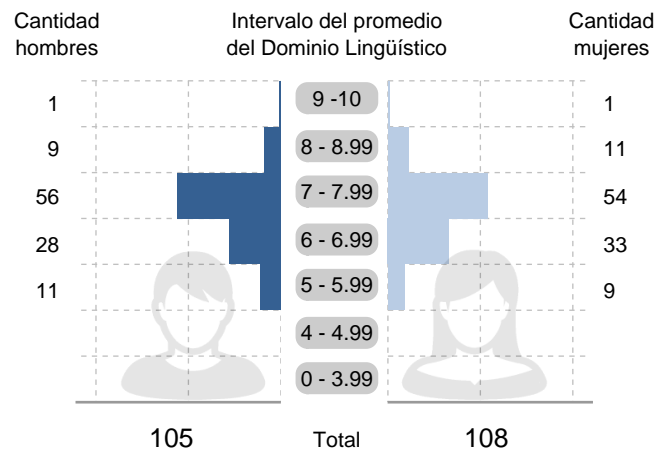 Cantidad hombres
Intervalo del promedio del Dominio Lingüístico
Cantidad mujeres
1 9 -10 1
9 8 - 8.99 11
56 7 - 7.99 54
28 6 - 6.99 33
11 5 - 5.99 9
4 - 4.99
0 - 3.99
105 Total 108